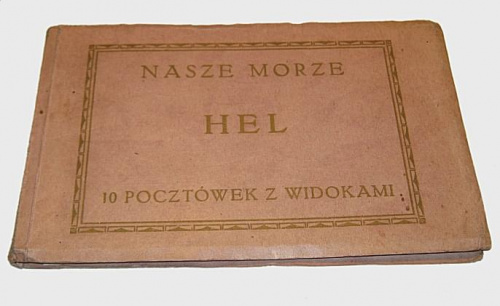 NASZE MORZE
HEL
10 POCZTÓWEK Z WIDOKAMI